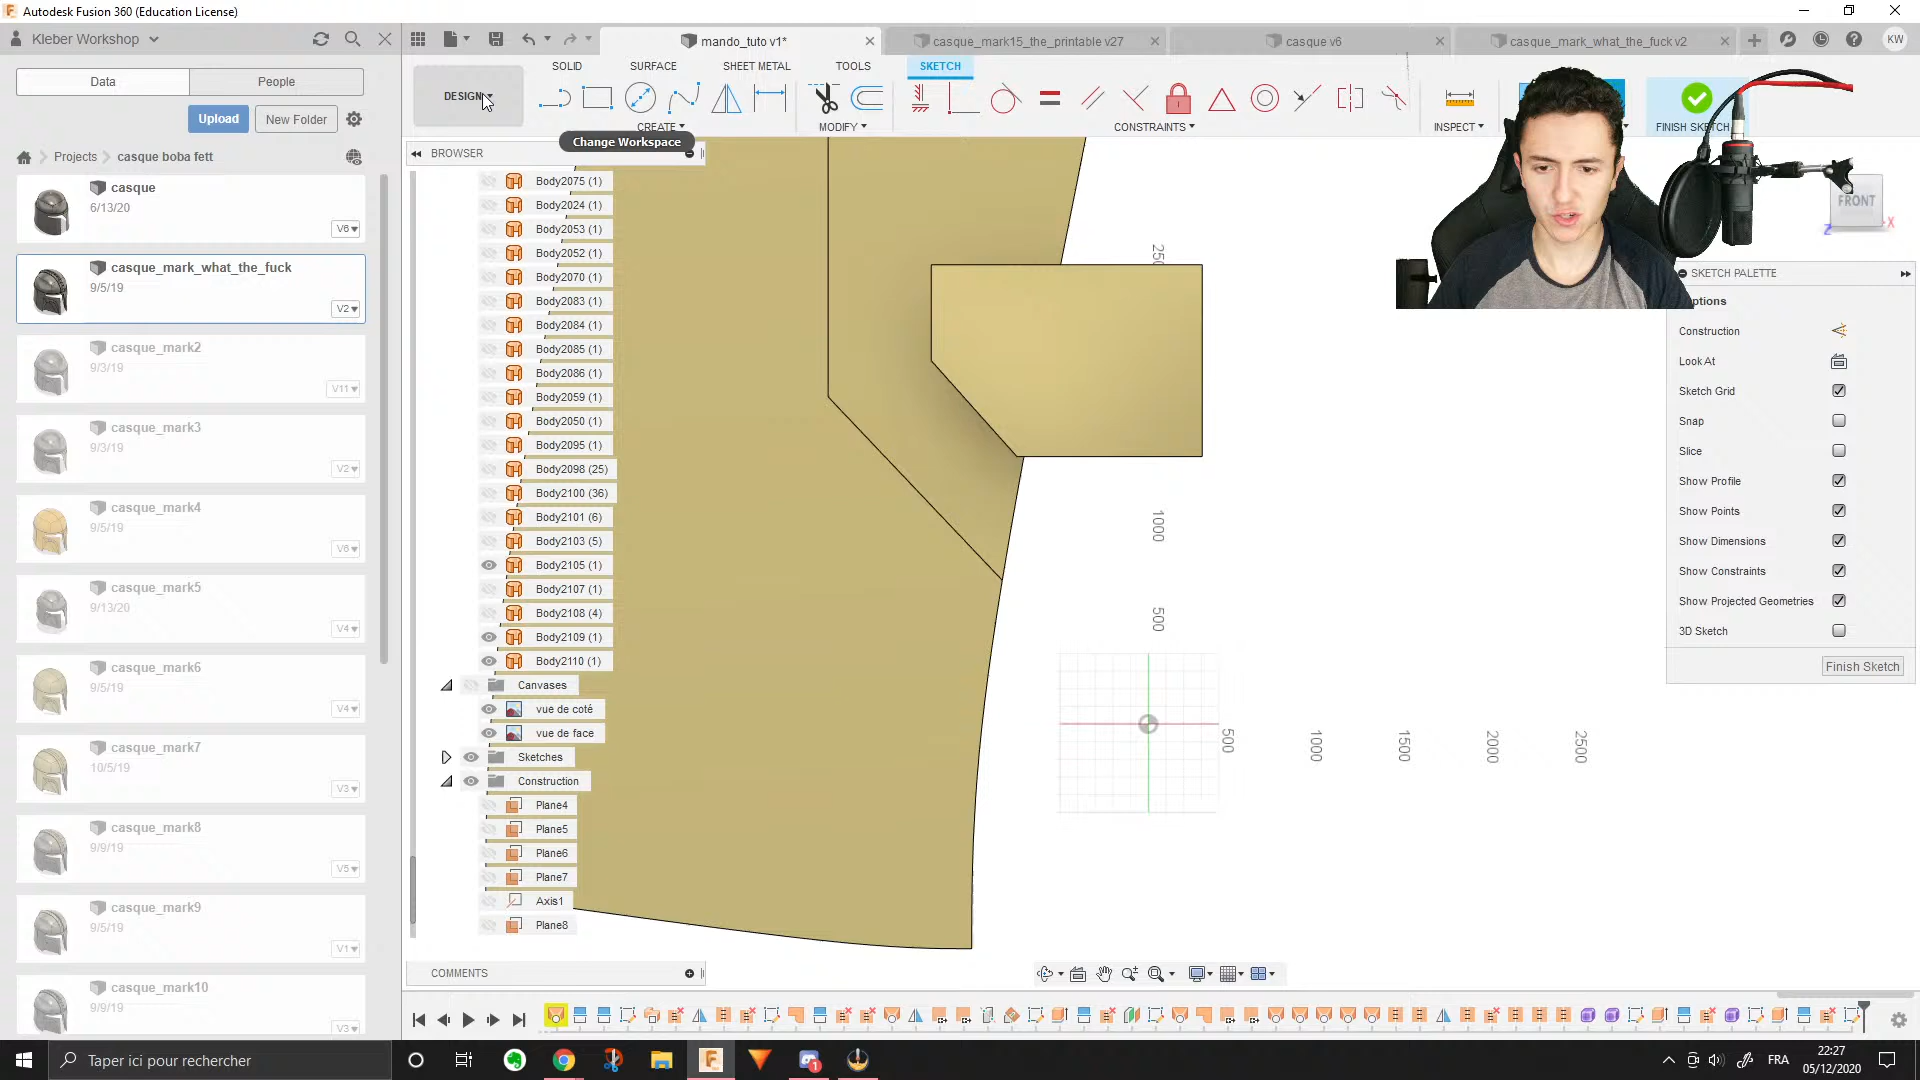 Autodesk Fusion 360 (Education License)
Kleber Workshop
mando_tuto v1*
casque_mark15_the_printable v27
casque v6
casque_mark_what_the_fuck v2
KW
Data
People
Upload
New Folder
Projects
casque boba fett
casque
6/13/20
V6
casque_mark_what_the_fuck
9/5/19
V2
casque_mark2
9/3/19
V11
casque_mark3
9/3/19
V2
casque_mark4
9/5/19
V6
casque_mark5
9/13/20
V4
casque_mark6
9/5/19
V4
casque_mark7
10/5/19
V3
casque_mark8
9/9/19
V5
casque_mark9
9/5/19
V1
casque_mark10
9/9/19
V3
SOLID
SURFACE
SHEET METAL
TOOLS
SKETCH
DESIGN
CREATE
MODIFY
CONSTRAINTS
INSPECT
FINISH SKETCH
Change Workspace
BROWSER
Body2075 (1)
Body2024 (1)
Body2053 (1)
Body2052 (1)
Body2070 (1)
Body2083 (1)
Body2084 (1)
Body2085 (1)
Body2086 (1)
Body2059 (1)
Body2050 (1)
Body2095 (1)
Body2098 (25)
Body2100 (36)
Body2101 (6)
Body2103 (5)
Body2105 (1)
Body2107 (1)
Body2108 (4)
Body2109 (1)
Body2110 (1)
Canvases
vue de coté
vue de face
Sketches
Construction
Plane4
Plane5
Plane6
Plane7
Axis1
Plane8
COMMENTS
250
1000
500
500
1000
1500
2000
2500
FRONT
X
Z
SKETCH PALETTE
ptions
Construction
Look At
Sketch Grid
Snap
Slice
Show Profile
Show Points
Show Dimensions
Show Constraints
Show Projected Geometries
3D Sketch
Finish Sketch
Taper ici pour rechercher
FRA
22:27
05/12/2020